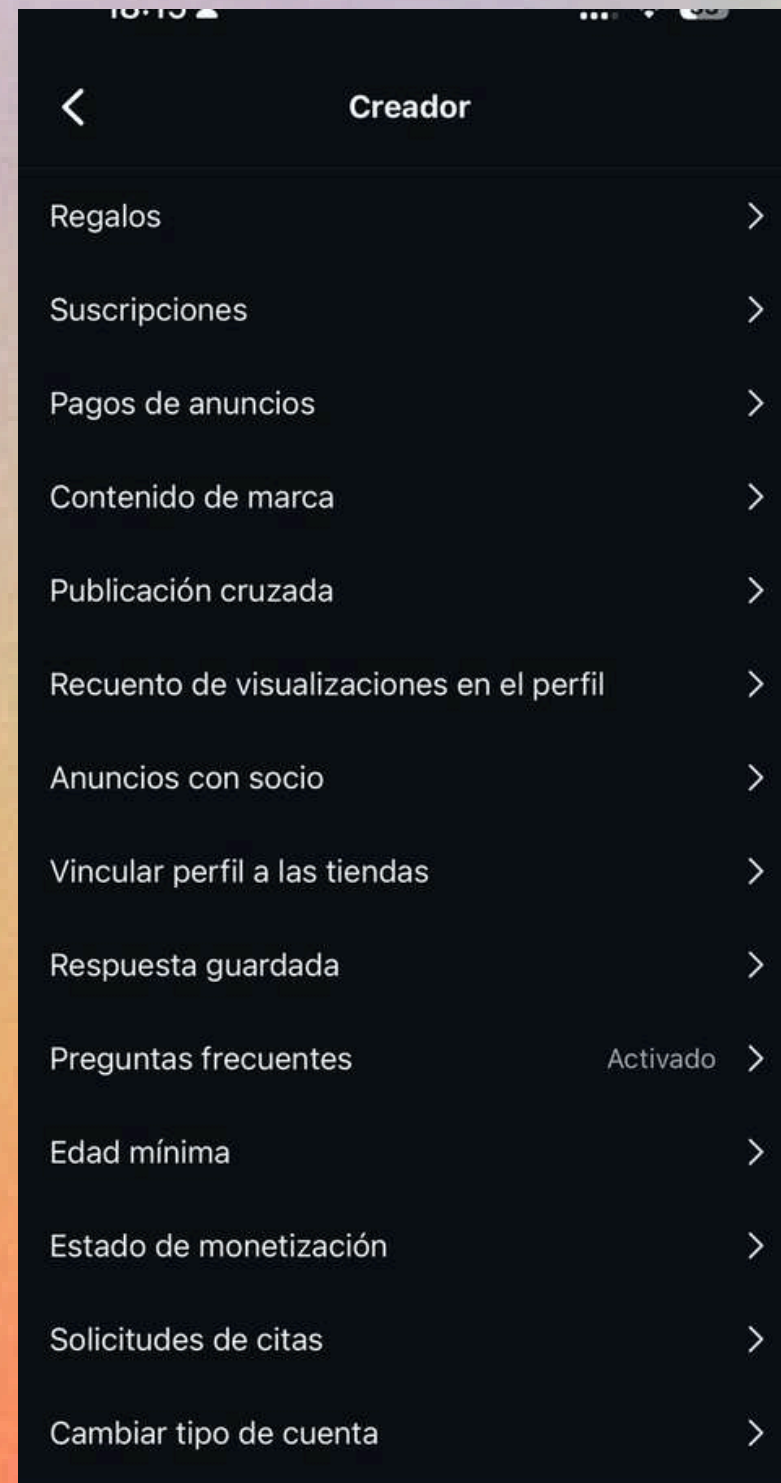 Creador
Regalos
Suscripciones
Pagos de anuncios
Contenido de marca
Publicación cruzada
Recuento de visualizaciones en el perfil
Anuncios con socio
Vincular perfil a las tiendas
Respuesta guardada
Preguntas frecuentes Activado
Edad mínima
Estado de monetización
Solicitudes de citas
Cambiar tipo de cuenta